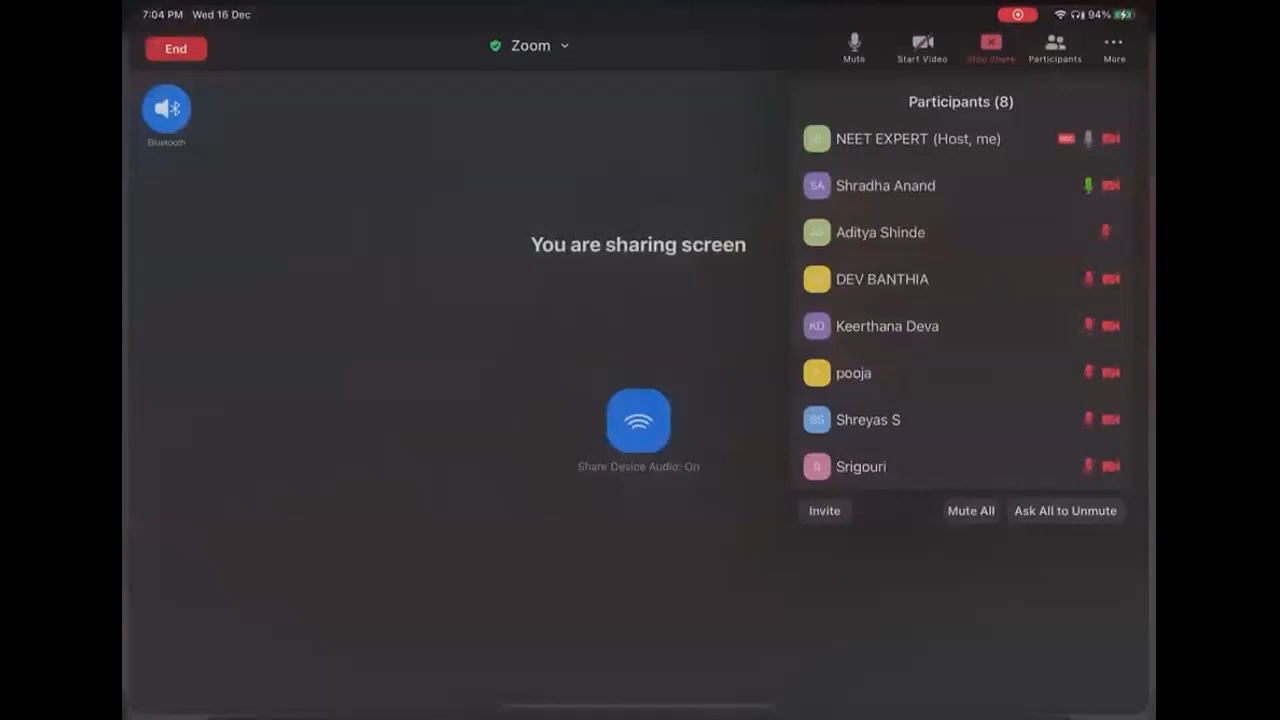 7:04 PM Wed 16 Dec
94%
End
Zoom
Mute
Start Video
Stop Share
Participants
More
Bluetooth
Participants (8)
NEET EXPERT (Host, me)
REC
SA
Shradha Anand
AS
Aditya Shinde
DEV BANTHIA
KD
Keerthana Deva
pooja
SS
Shreyas S
S
Srigouri
You are sharing screen
Share Device Audio: On
Invite
Mute All
Ask All to Unmute